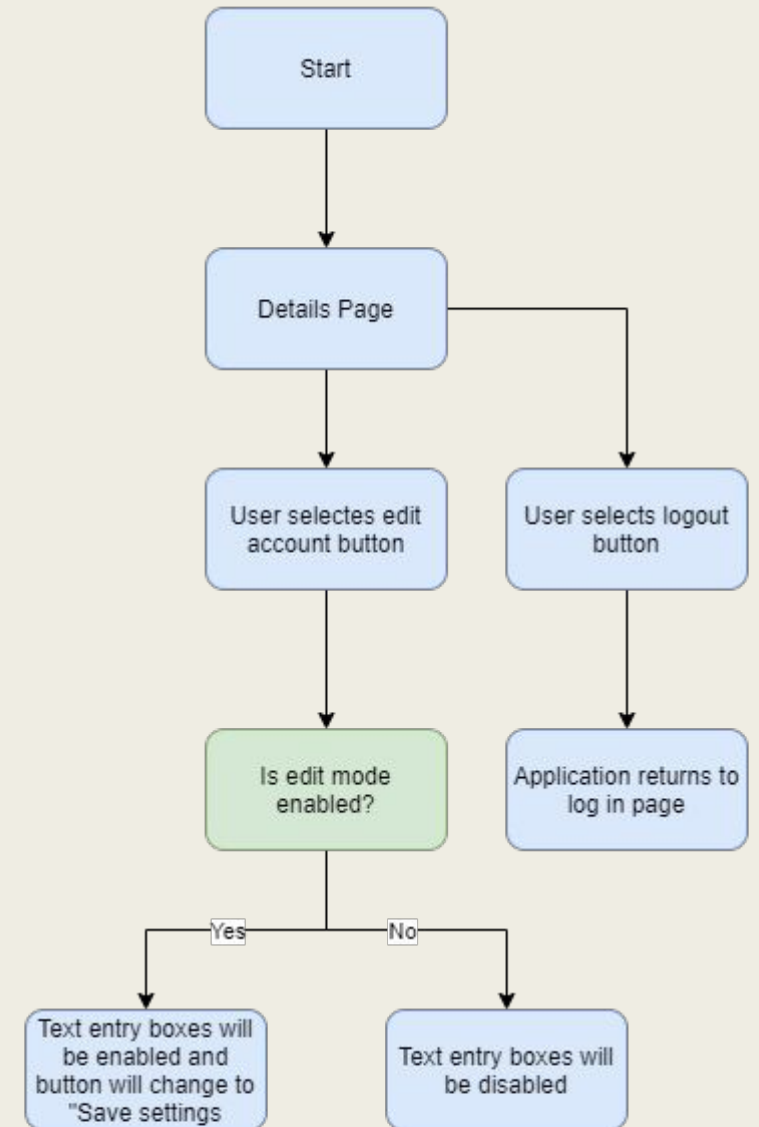 Start
Details Page
User selectes edit
account button
User selects logout
button
Is edit mode
enabled?
Application returns to
log in page
Yes
No
Text entry boxes will
be enabled and
button will change to
"Save settings
Text entry boxes will
be disabled